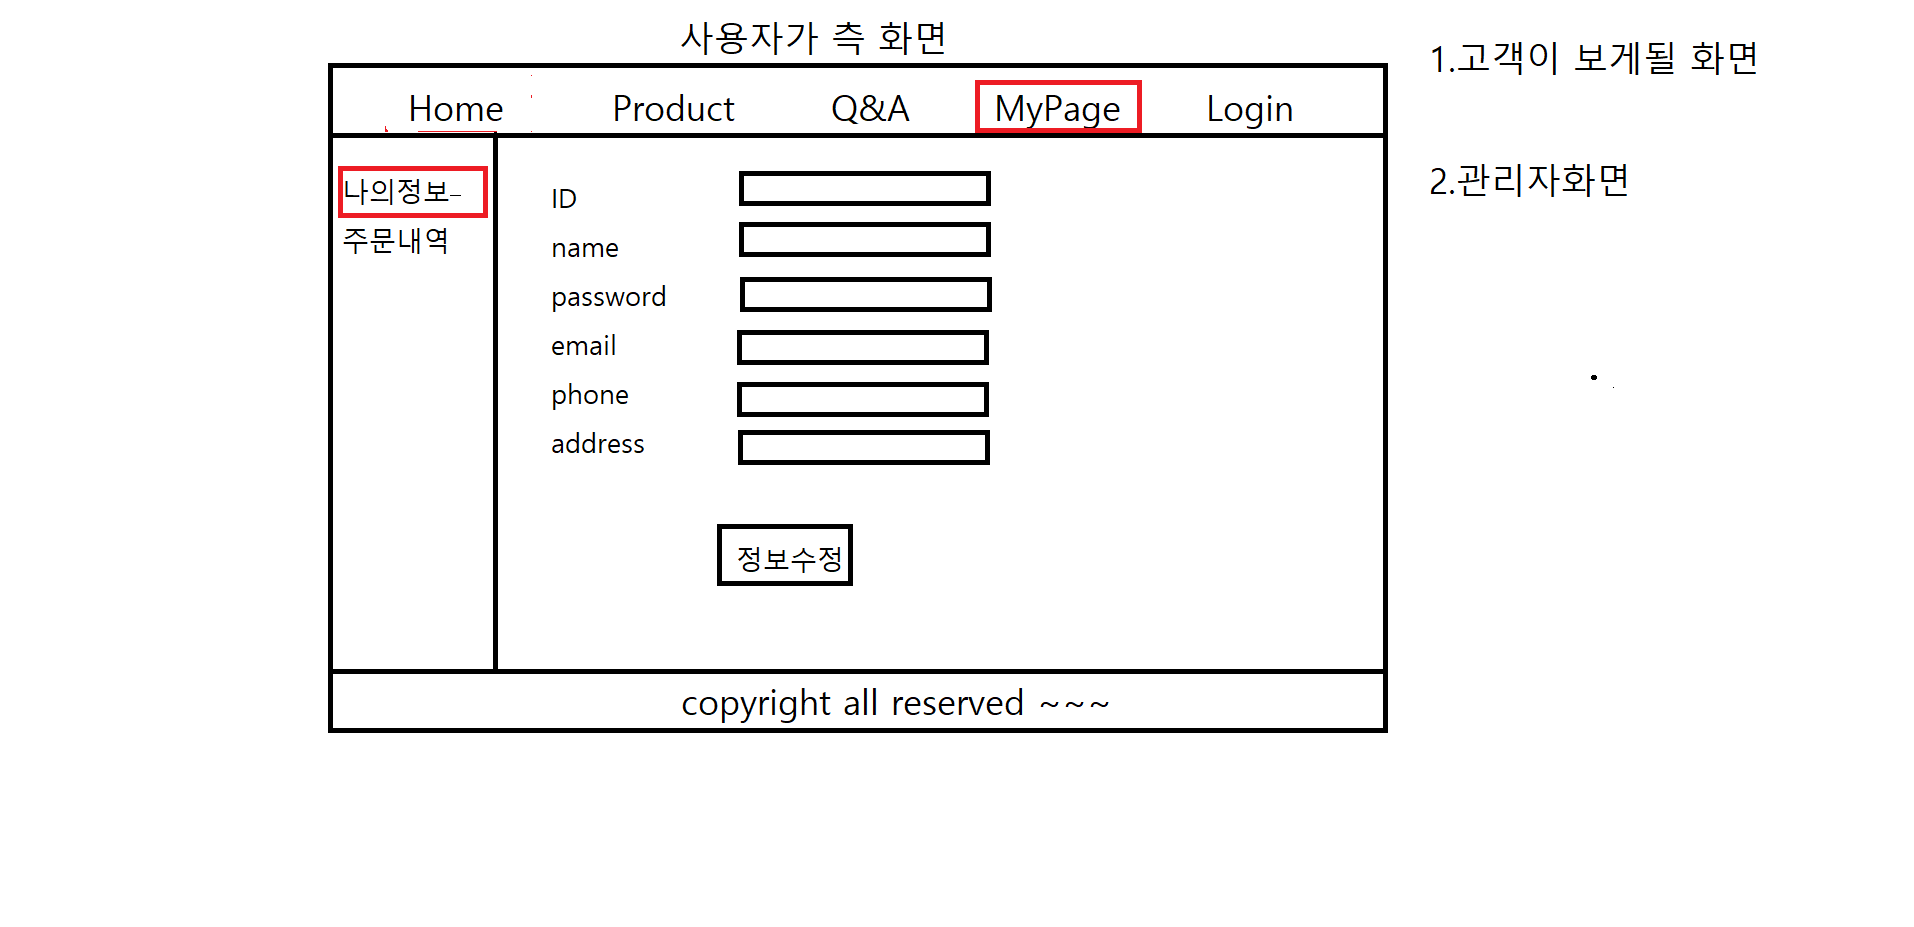 사용자가 측 화면
1.고객이 보게될 화면
Home Product Q&A MyPage Login
2.관리자화면
나의정보
주문내역
ID
name
password
email
phone
address
정보수정
copyright all reserved ~~~